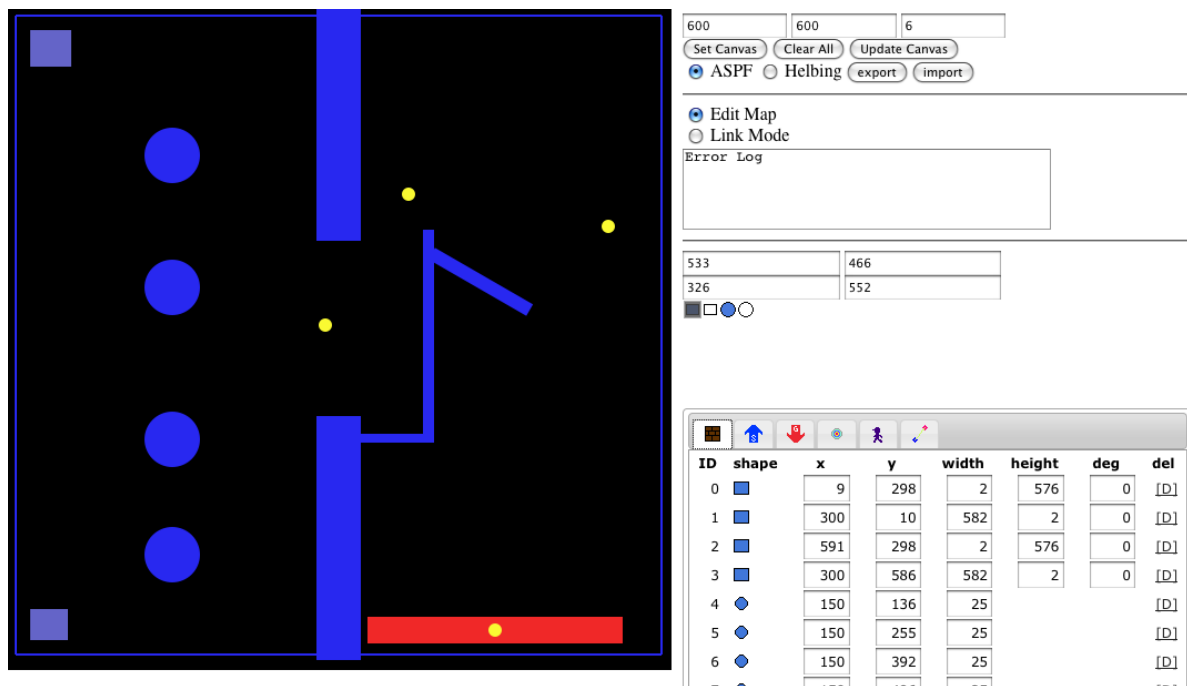 600 600 6
Set Canvas Clear All Update Canvas
ASPF Helbing export import
Edit Map
Link Mode
Error Log
533 466
326 552
S G
ID shape x y width height deg del
0 9 298 2 576 0 [D]
1 300 10 582 2 0 [D]
2 591 298 2 576 0 [D]
3 300 586 582 2 0 [D]
4 150 136 25 [D]
5 150 255 25 [D]
6 150 392 25 [D]